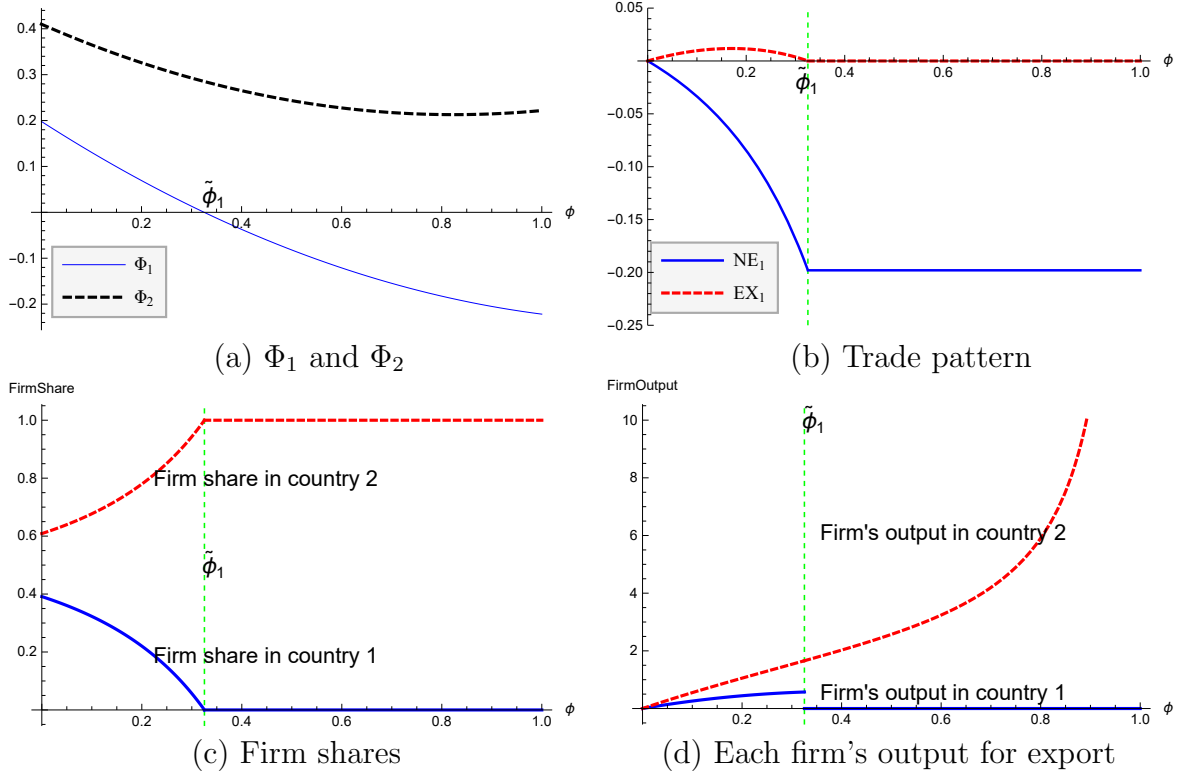 0.4
0.3
0.2
0.1
-0.1
-0.2
0.2
0.4
0.6
0.8
1.0
ϕ
ϕ̃₁
Φ₁
Φ₂
(a) Φ₁ and Φ₂
0.05
-0.05
-0.10
-0.15
-0.20
-0.25
0.2
0.4
0.6
0.8
1.0
ϕ
ϕ̃₁
NE₁
EX₁
(b) Trade pattern
FirmShare
1.0
0.8
0.6
0.4
0.2
0.2
0.4
0.6
0.8
1.0
ϕ
Firm share in country 2
ϕ̃₁
Firm share in country 1
(c) Firm shares
FirmOutput
10
8
6
4
2
0.2
0.4
0.6
0.8
1.0
ϕ
ϕ̃₁
Firm's output in country 2
Firm's output in country 1
(d) Each firm's output for export